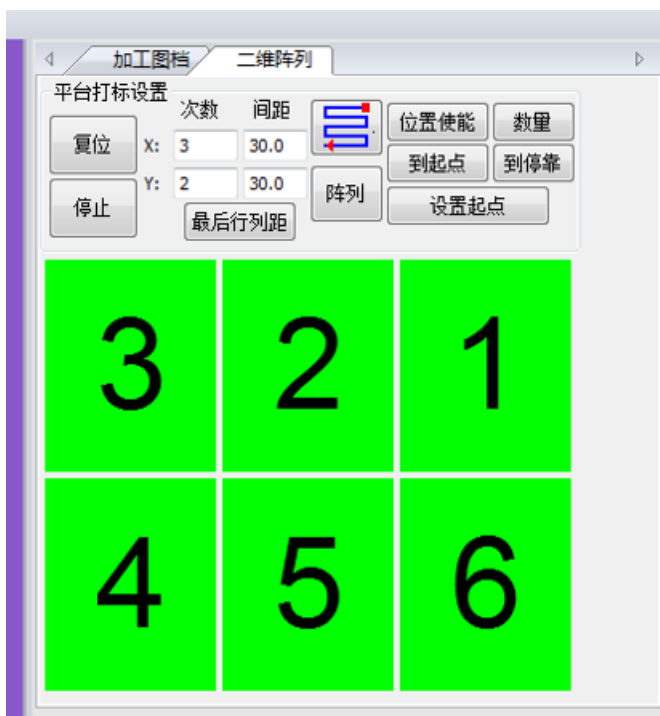 加工图档 二维阵列
平台打标设置
次数 间距
复位 X: 3 30.0 位置使能 数里
到起点 到停靠
停止 Y: 2 30.0 阵列 设置起点
最后行列距
3 2 1
4 5 6